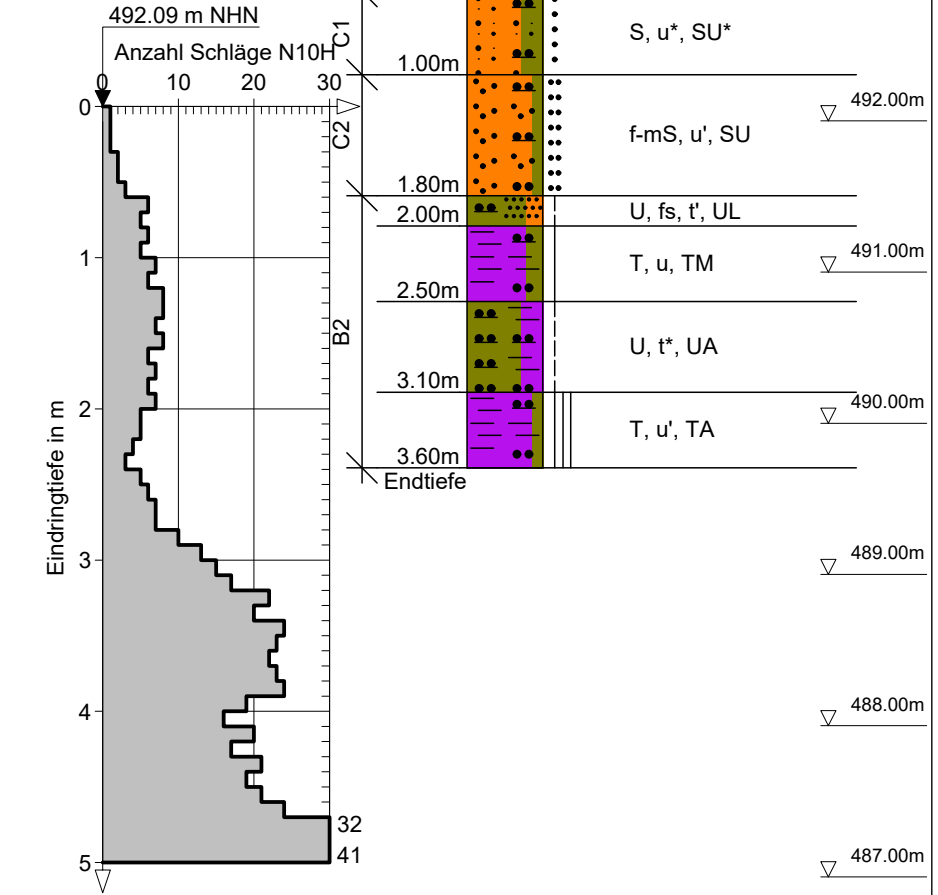 492.09 m NHN
Anzahl Schläge N10H
0 10 20 30
0
1
2
3
4
5
Eindringtiefe in m
32
41
C1
C2
B2
1.00m
1.80m
2.00m
2.50m
3.10m
3.60m
Endtiefe
S, u*, SU*
f-mS, u', SU
U, fs, t', UL
T, u, TM
U, t*, UA
T, u', TA
492.00m
491.00m
490.00m
489.00m
488.00m
487.00m